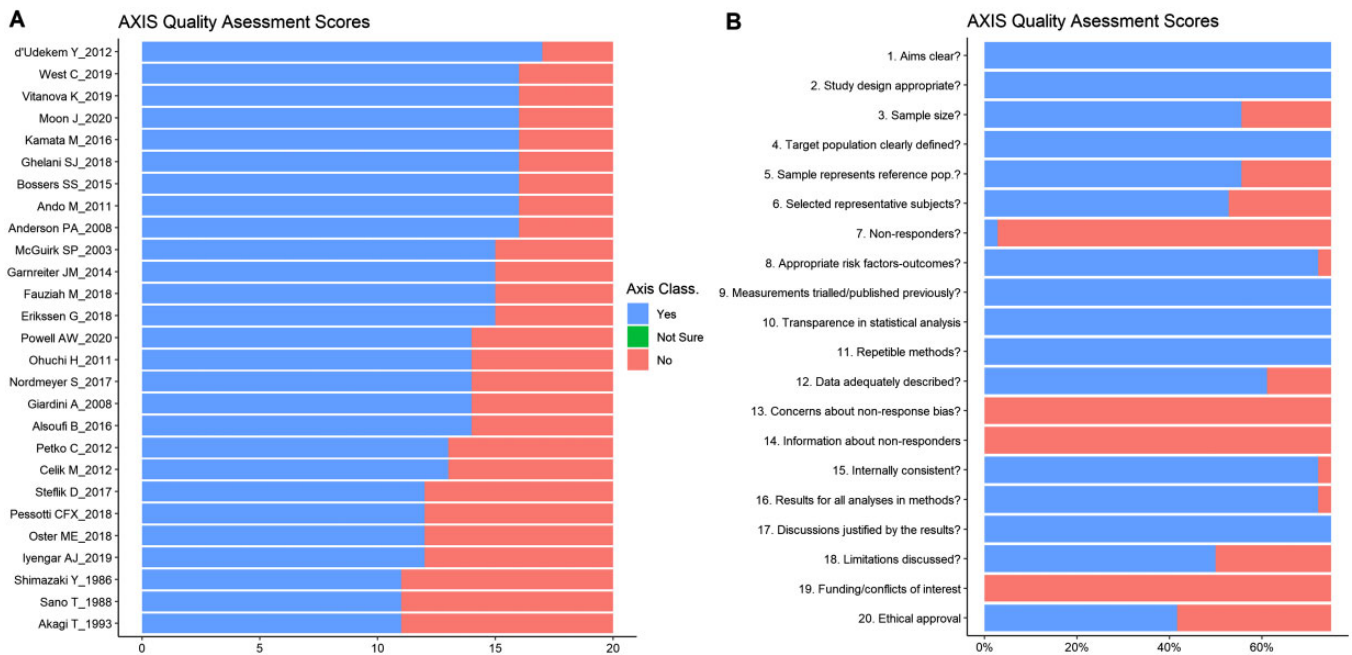 A
AXIS Quality Asessment Scores
d'Udekem Y_2012
West C_2019
Vitanova K_2019
Moon J_2020
Kamata M_2016
Ghelani SJ_2018
Bossers SS_2015
Ando M_2011
Anderson PA_2008
McGuirk SP_2003
Garnreiter JM_2014
Fauziah M_2018
Erikssen G_2018
Powell AW_2020
Ohuchi H_2011
Nordmeyer S_2017
Giardini A_2008
Alsoufi B_2016
Petko C_2012
Celik M_2012
Steflik D_2017
Pessotti CFX_2018
Oster ME_2018
Iyengar AJ_2019
Shimazaki Y_1986
Sano T_1988
Akagi T_1993
0 5 10 15 20
Axis Class.
Yes
Not Sure
No
B
AXIS Quality Asessment Scores
1. Aims clear?
2. Study design appropriate?
3. Sample size?
4. Target population clearly defined?
5. Sample represents reference pop.?
6. Selected representative subjects?
7. Non-responders?
8. Appropriate risk factors-outcomes?
9. Measurements trialled/published previously?
10. Transparence in statistical analysis
11. Repetible methods?
12. Data adequately described?
13. Concerns about non-response bias?
14. Information about non-responders
15. Internally consistent?
16. Results for all analyses in methods?
17. Discussions justified by the results?
18. Limitations discussed?
19. Funding/conflicts of interest
20. Ethical approval
0% 20% 40% 60%